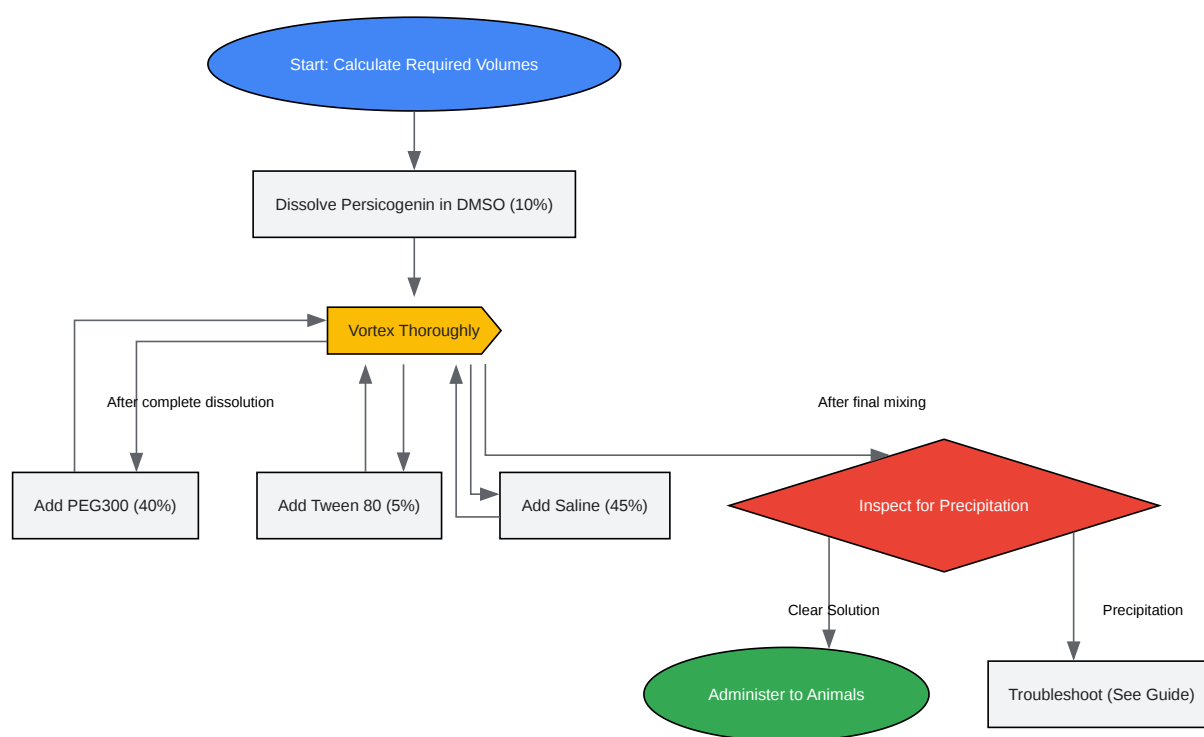 Start: Calculate Required Volumes
Dissolve Persicogenin in DMSO (10%)
Vortex Thoroughly
After complete dissolution
After final mixing
Add PEG300 (40%)
Add Tween 80 (5%)
Add Saline (45%)
Inspect for Precipitation
Clear Solution
Precipitation
Administer to Animals
Troubleshoot (See Guide)